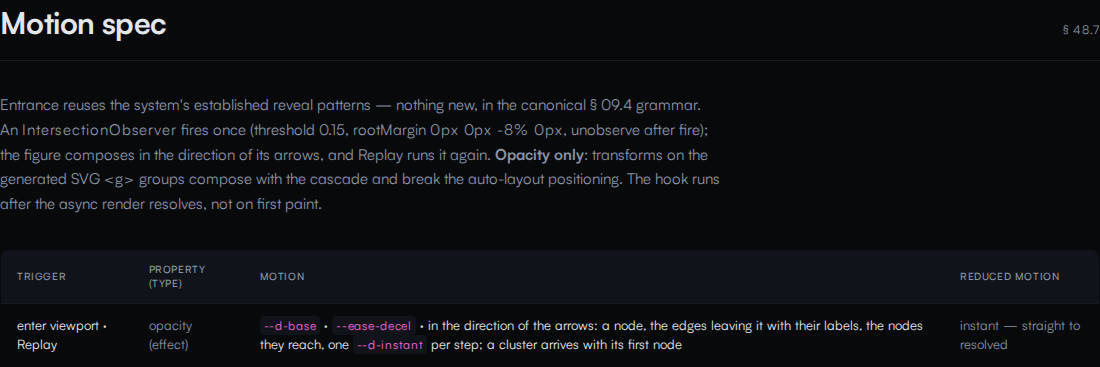 Motion spec
§ 48.7
Entrance reuses the system's established reveal patterns — nothing new, in the canonical § 09.4 grammar.
An IntersectionObserver fires once (threshold 0.15, rootMargin 0px 0px -8% 0px, unobserve after fire);
the figure composes in the direction of its arrows, and Replay runs it again. Opacity only: transforms on the
generated SVG <g> groups compose with the cascade and break the auto-layout positioning. The hook runs
after the async render resolves, not on first paint.
TRIGGER
PROPERTY
(TYPE)
MOTION
REDUCED MOTION
enter viewport ·
Replay
opacity
(effect)
--d-base · --ease-decel · in the direction of the arrows: a node, the edges leaving it with their labels, the nodes
they reach, one --d-instant per step; a cluster arrives with its first node
instant — straight to
resolved